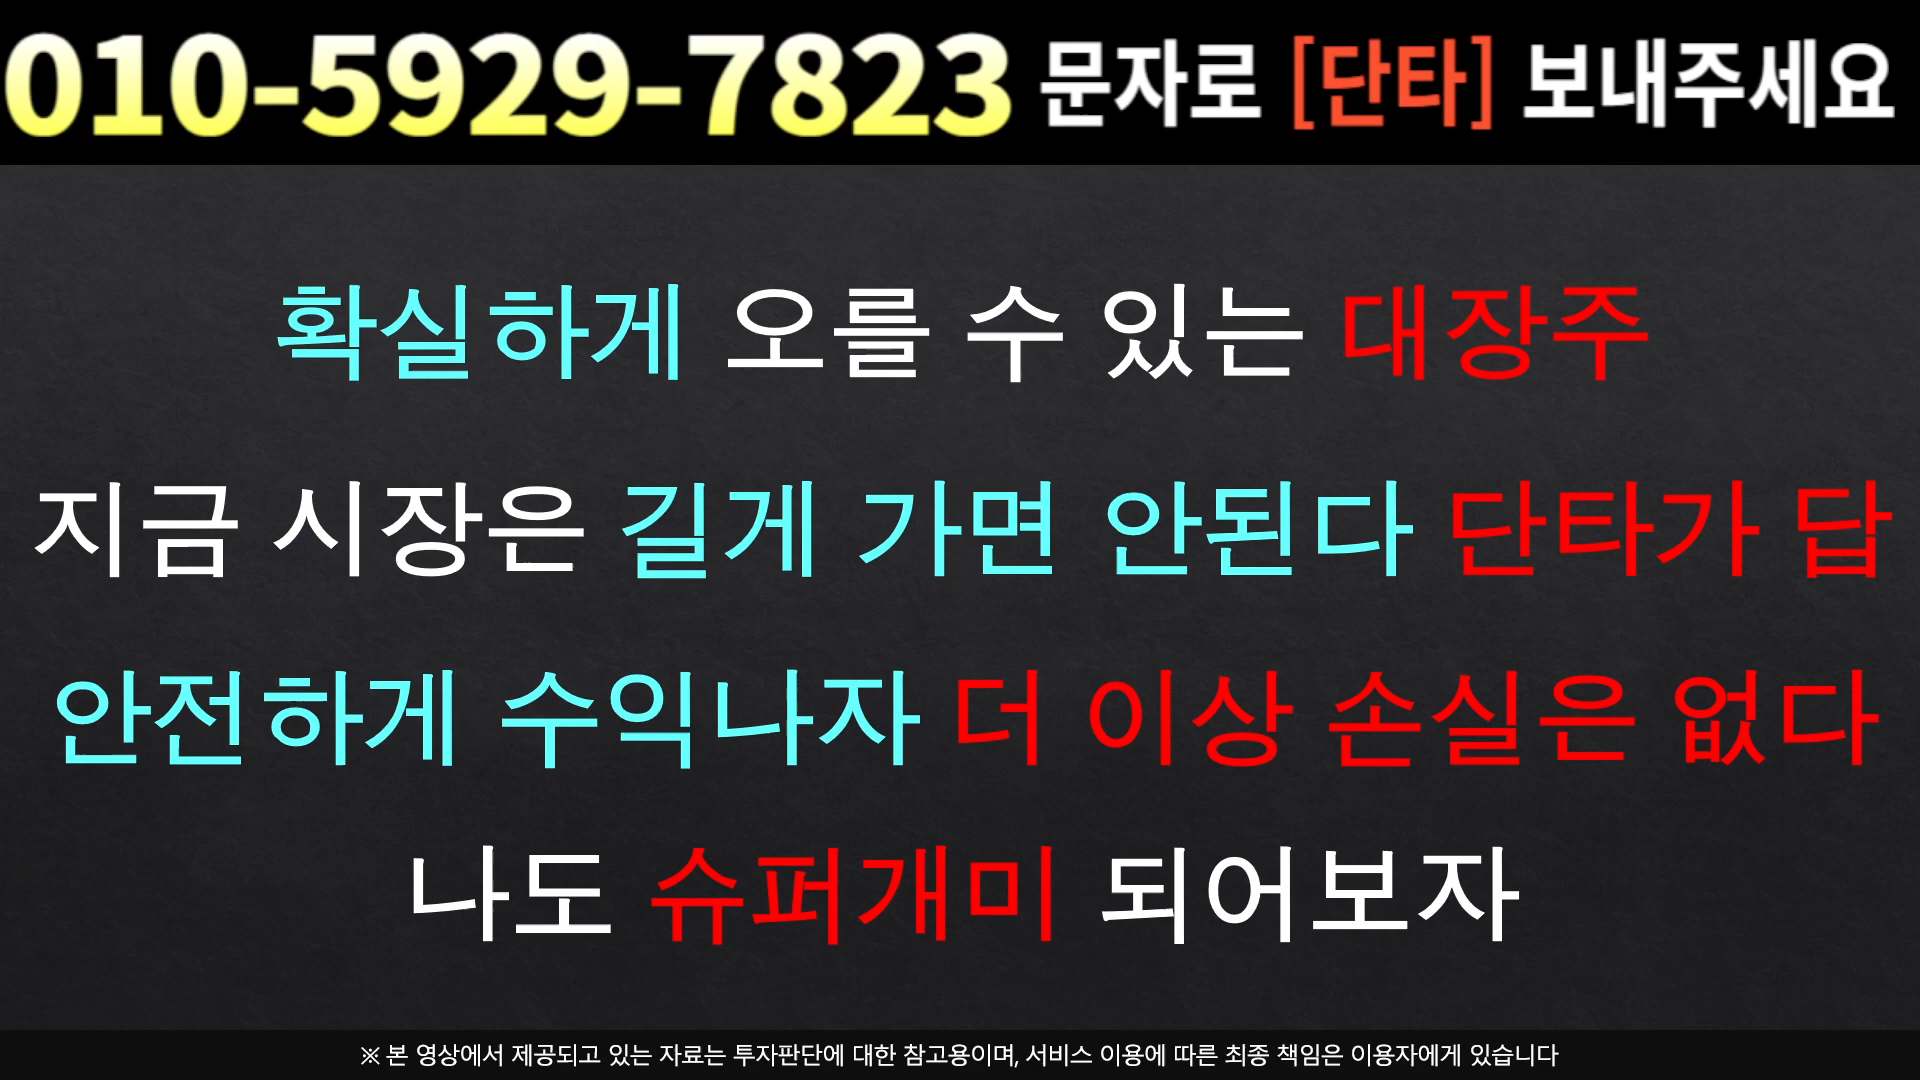 010-5929-7823 문자로 [단타] 보내주세요
확실하게 오를 수 있는 대장주
지금 시장은 길게 가면 안된다 단타가 답
안전하게 수익나자 더 이상 손실은 없다
나도 슈퍼개미 되어보자
※ 본 영상에서 제공되고 있는 자료는 투자판단에 대한 참고용이며, 서비스 이용에 따른 최종 책임은 이용자에게 있습니다